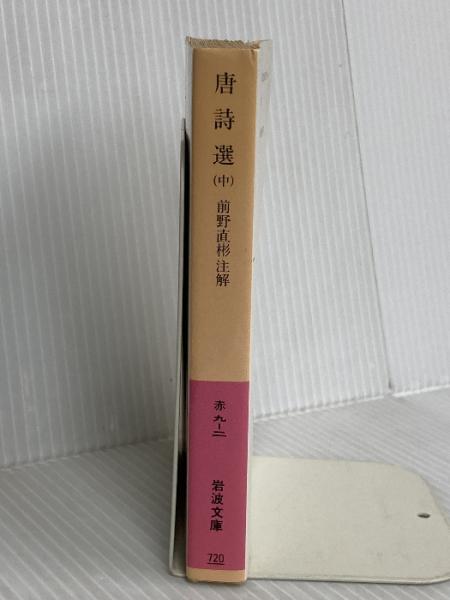 唐詩選
(中)
前野直彬注解
赤九-二
岩波文庫
720